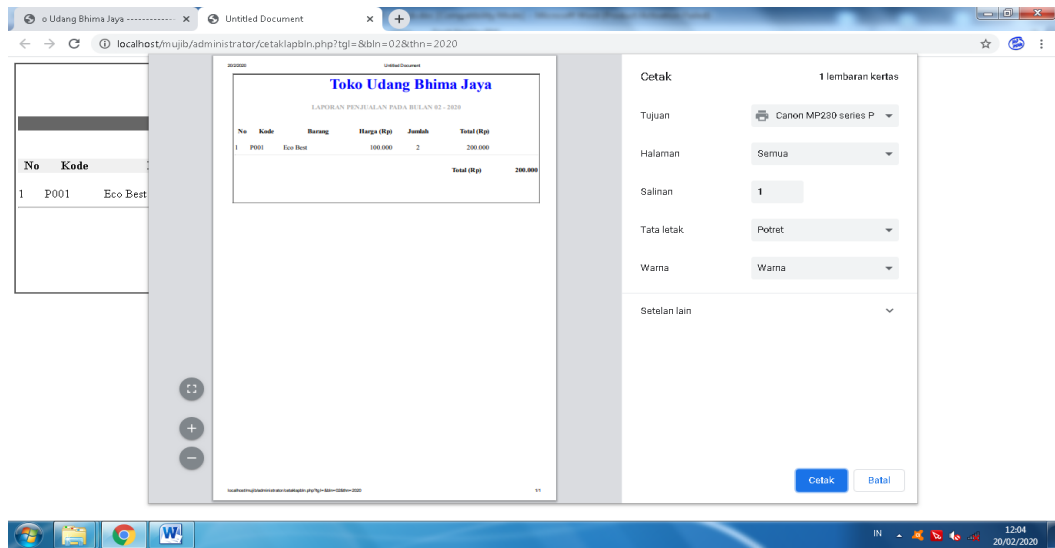 o Udang Bhima Jaya ------------
Untitled Document
localhost/mujib/administrator/cetaklapbln.php?tgl=&bln=02&thn=2020
No Kode
1 P001 Eco Best
20/2/2020 Untitled Document
Toko Udang Bhima Jaya
LAPORAN PENJUALAN PADA BULAN 02 - 2020
No Kode Barang Harga (Rp) Jumlah Total (Rp)
1 P001 Eco Best 100.000 2 200.000
Total (Rp) 200.000
localhost/mujib/administrator/cetaklapbln.php?tgl=&bln=02&thn=2020 1/1
Cetak 1 lembaran kertas
Tujuan Canon MP230 series P
Halaman Semua
Salinan 1
Tata letak Potret
Warna Warna
Setelan lain
Cetak Batal
IN 12:04
20/02/2020